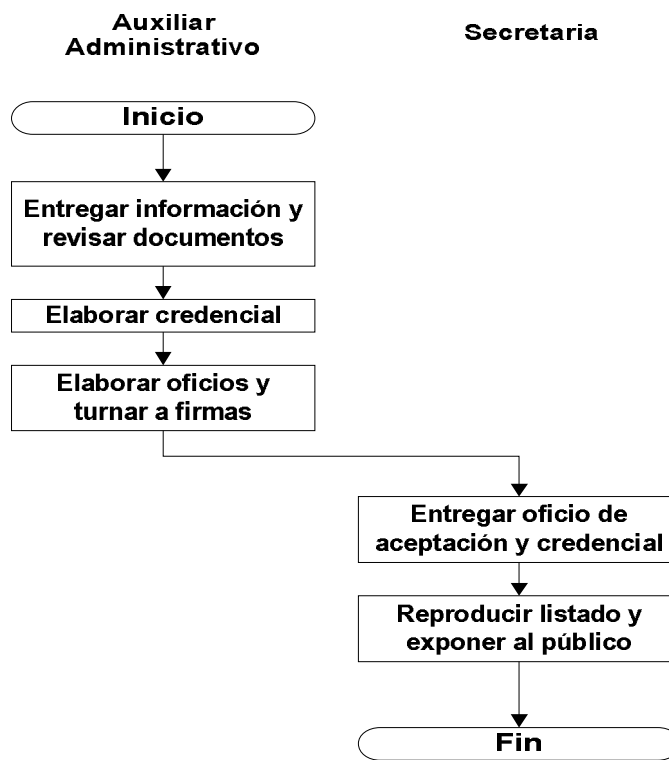 Auxiliar
Administrativo
Secretaria
Inicio
Entregar información y
revisar documentos
Elaborar credencial
Elaborar oficios y
turnar a firmas
Entregar oficio de
aceptación y credencial
Reproducir listado y
exponer al público
Fin